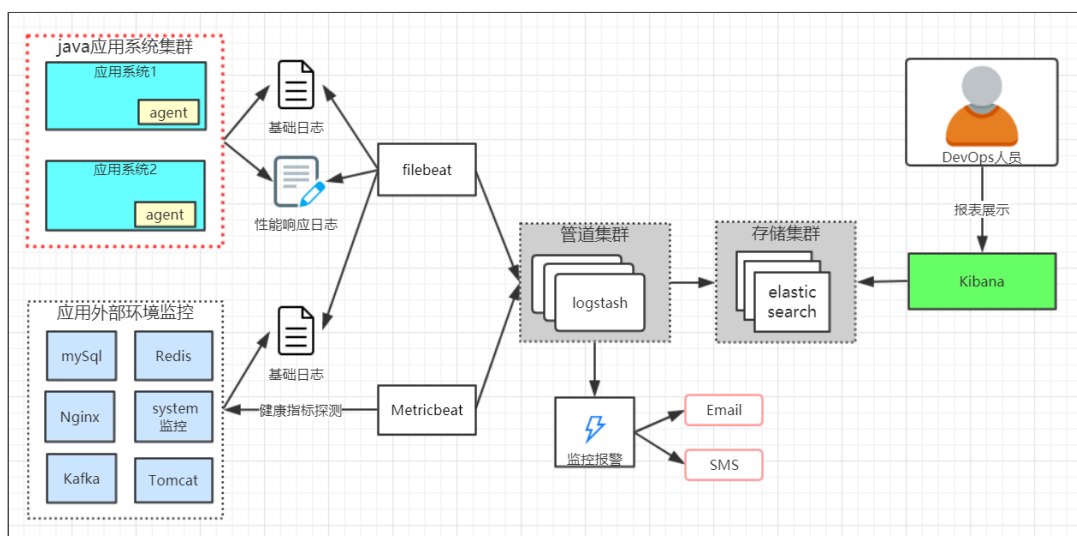 java应用系统集群
应用系统1
agent
应用系统2
agent
基础日志
性能响应日志
filebeat
应用外部环境监控
mySql
Redis
Nginx
system
监控
Kafka
Tomcat
基础日志
健康指标探测
Metricbeat
管道集群
logstash
监控报警
Email
SMS
存储集群
elastic
search
DevOps人员
报表展示
Kibana